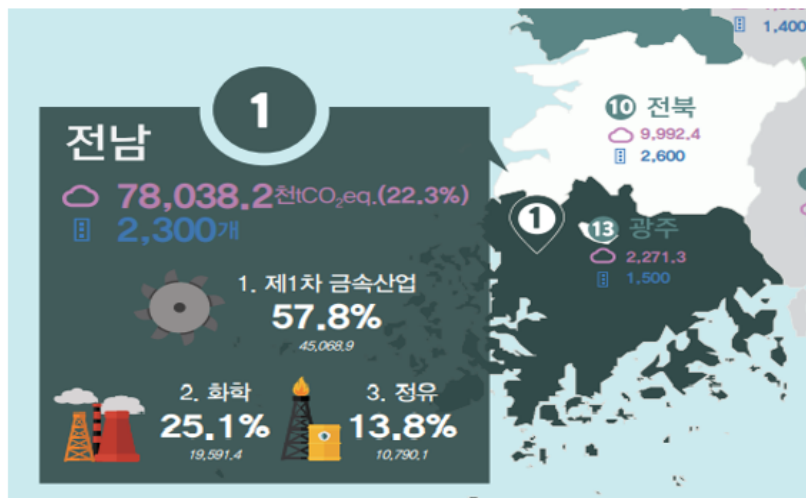 1
전남
78,038.2천tCO₂eq.(22.3%)
2,300개
1. 제1차 금속산업
57.8%
45,068.9
2. 화학
25.1%
19,591.4
3. 정유
13.8%
10,790.1
1,400
10 전북
9,992.4
2,600
1
13 광주
2,271.3
1,500